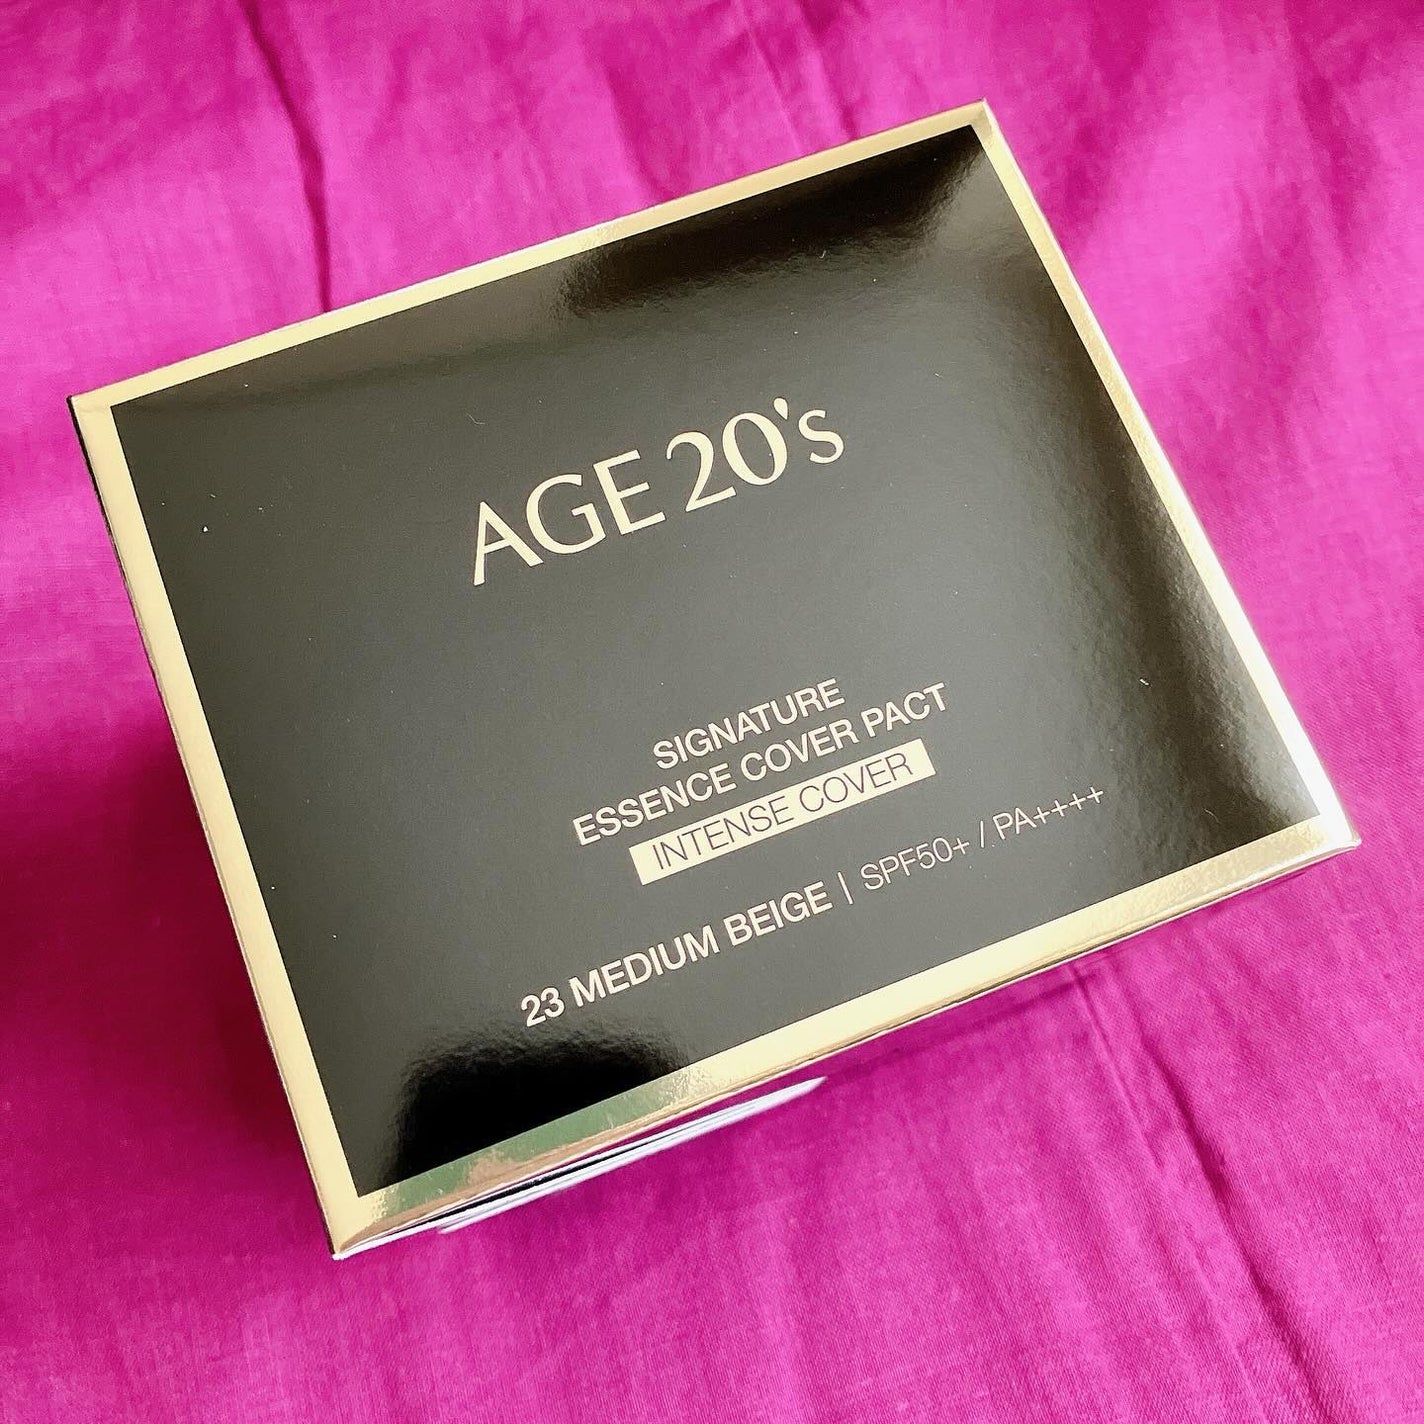 AGE 20's
SIGNATURE
ESSENCE COVER PACT
INTENSE COVER
23 MEDIUM BEIGE | SPF50+ / PA++++